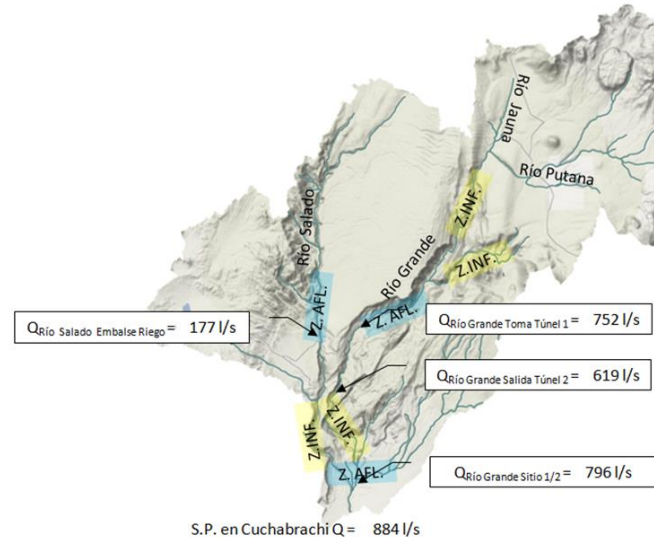 Río Jauna
Río Putana
Z.INF.
Río Salado
Z.INF.
Río Grande
Z. AFL.
Z. AFL.
QRío Salado Embalse Riego = 177 l/s
QRío Grande Toma Túnel 1 = 752 l/s
QRío Grande Salida Túnel 2 = 619 l/s
Z.INF.
Z.INF.
Z. AFL.
QRío Grande Sitio 1/2 = 796 l/s
S.P. en Cuchabrachi Q = 884 l/s